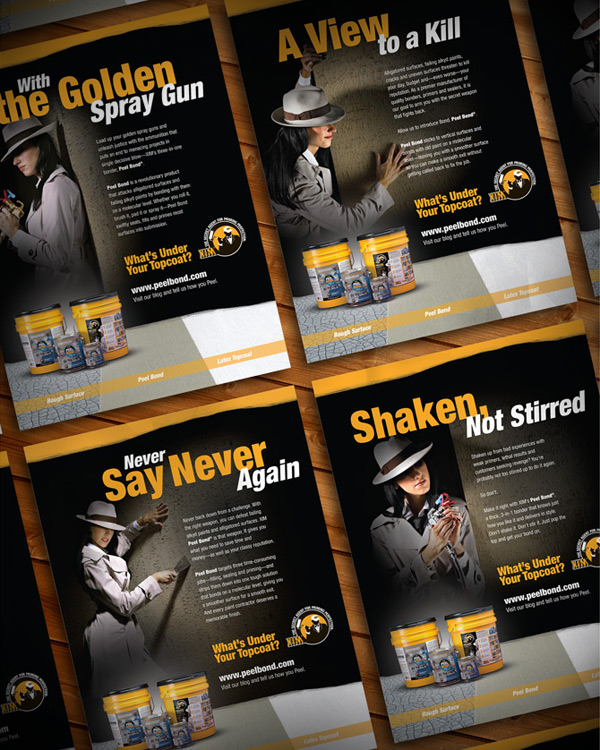 With
the Golden
Spray Gun
Load up your golden spray guns and
unleash justice with the ammunition that
puts an end to menacing projects in
single decisive blow—XIM's three-in-one
bonder, Peel Bond®.
Peel Bond is a revolutionary product
that attacks alligatored surfaces and
failing alkyd paints by bonding with them
on a molecular level. Whether you roll it,
brush it, pad it or spray it—Peel Bond
swiftly seals, fills and primes most
surfaces into submission.
What's Under
Your Topcoat?
www.peelbond.com
Visit our blog and tell us how you Peel.
XIM
Rough Surface
Peel Bond
Latex Topcoat
A View
to a Kill
Alligatored surfaces, failing alkyd paints,
cracks and uneven surfaces threaten to kill
your day, budget and—even worse—your
reputation. As a premier manufacturer of
quality bonders, primers and sealers, it is
our goal to arm you with the secret weapon
that fights back.
Allow us to introduce Bond. Peel Bond®.
Peel Bond sticks to vertical surfaces and
bonds with old paint on a molecular
level—leaving you with a smoother surface
so you can make a smooth exit without
getting called back to fix the job.
What's Under
Your Topcoat?
www.peelbond.com
Visit our blog and tell us how you Peel.
XIM
Rough Surface
Peel Bond
Latex Topcoat
Never
Say Never
Again
Never back down from a challenge. With
the right weapon, you can defeat failing
alkyd paints and alligatored surfaces. XIM
Peel Bond® is that weapon. It gives you
what you need to save time and
money—as well as your classy reputation.
Peel Bond targets three time-consuming
jobs—filling, sealing and priming—and
strips them down into one tough solution
that bonds on a molecular level, giving you
a smoother surface for a smooth exit.
And every paint contractor deserves a
memorable finish.
What's Under
Your Topcoat?
www.peelbond.com
Visit our blog and tell us how you Peel.
XIM
Peel Bond
Latex Topcoat
Shaken,
Not Stirred
Shaken up from bad experiences with
weak primers, lethal results and
customers seeking revenge? You're
probably not too stirred up to do it again.
So don't.
Make it right with XIM's Peel Bond®,
a thick, 3-in-1 bonder that knows just
how you like it and delivers in style.
Don't shake it. Don't stir it. Just pop the
top and get your bond on.
What's Under
Your Topcoat?
www.peelbond.com
Visit our blog and tell us how you Peel.
XIM
Rough Surface
Peel Bond
Latex Topcoat